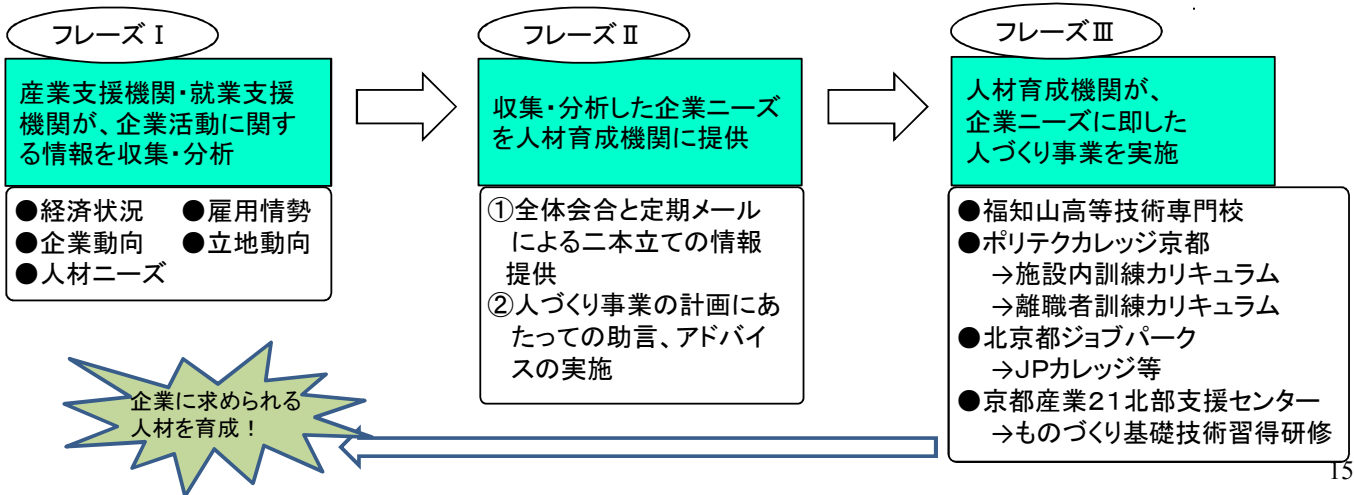 フレーズⅠ
産業支援機関・就業支援
機関が、企業活動に関す
る情報を収集・分析
●経済状況 ●雇用情勢
●企業動向 ●立地動向
●人材ニーズ
フレーズⅡ
収集・分析した企業ニーズ
を人材育成機関に提供
①全体会合と定期メール
による二本立ての情報
提供
②人づくり事業の計画にあ
たっての助言、アドバイ
スの実施
フレーズⅢ
人材育成機関が、
企業ニーズに即した
人づくり事業を実施
●福知山高等技術専門校
●ポリテクカレッジ京都
→施設内訓練カリキュラム
→離職者訓練カリキュラム
●北京都ジョブパーク
→JPカレッジ等
●京都産業21北部支援センター
→ものづくり基礎技術習得研修
企業に求められる
人材を育成！
15